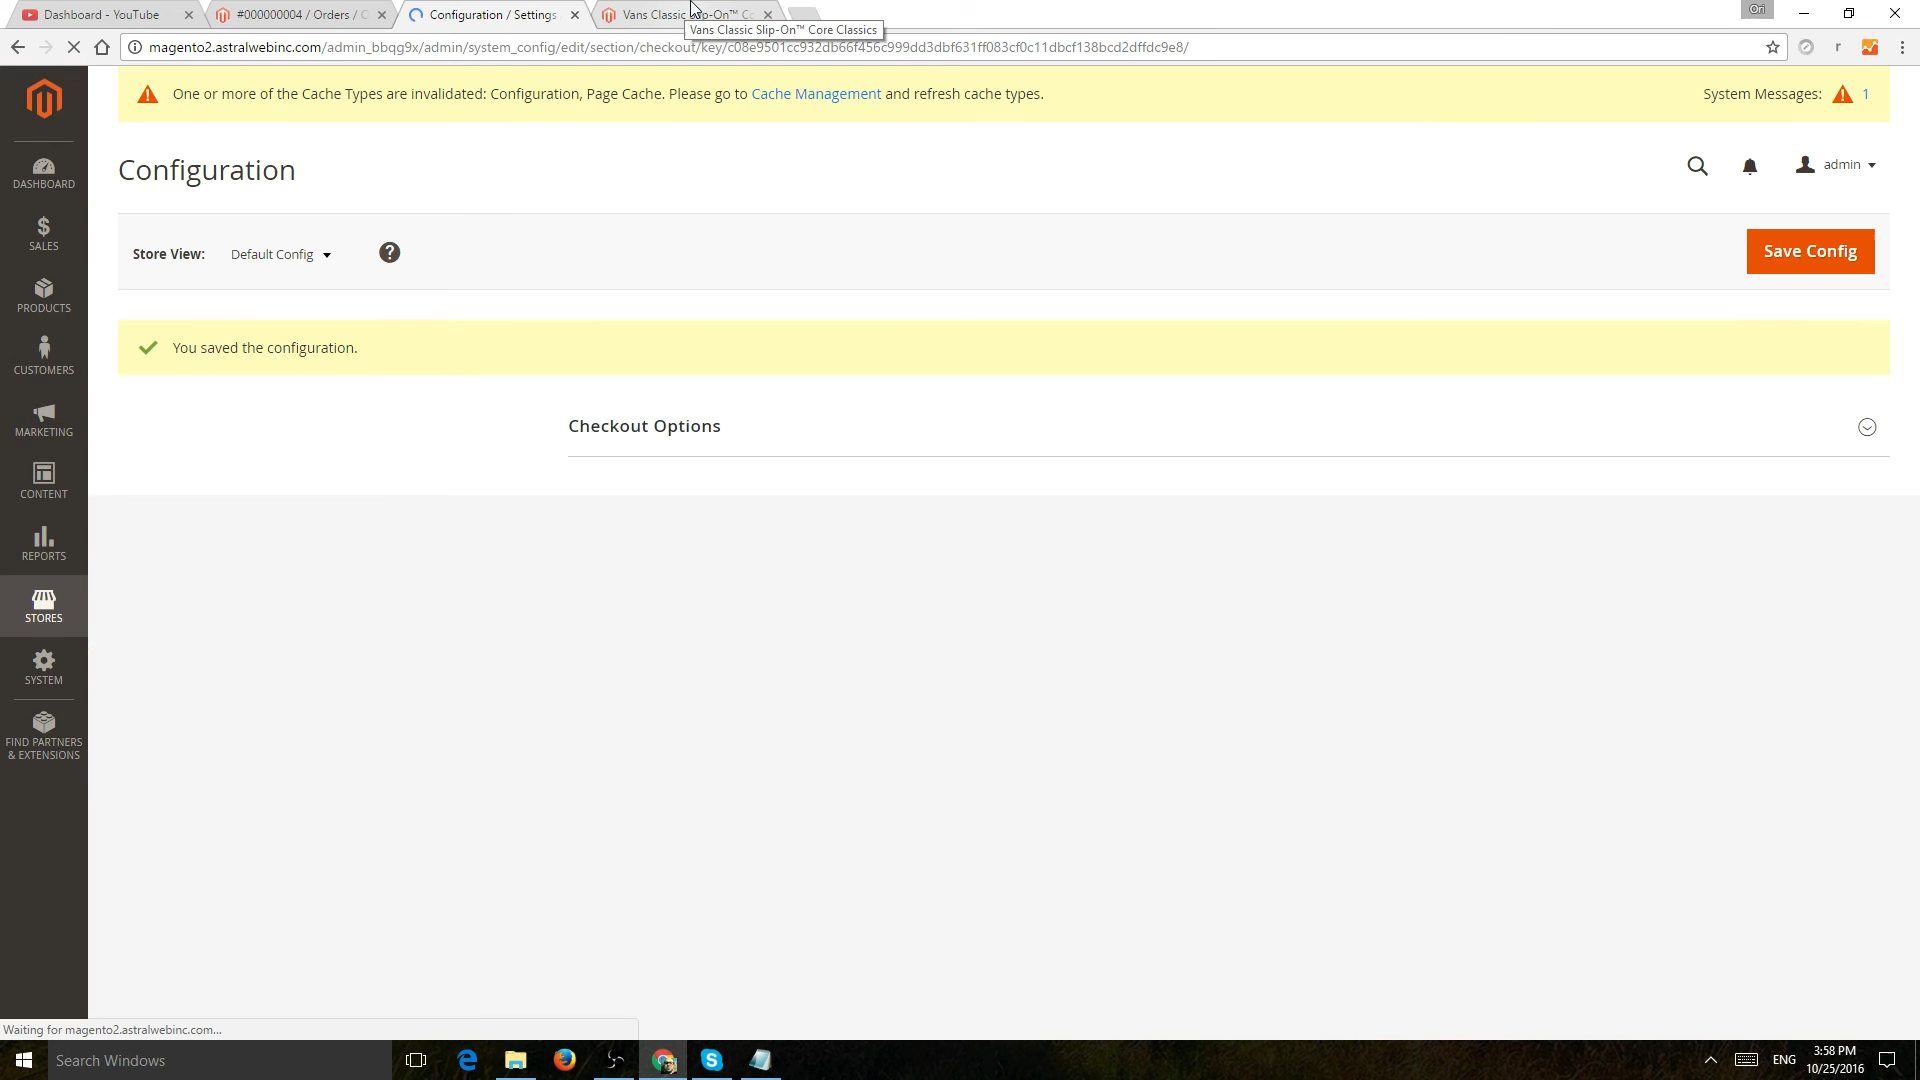 Dashboard - YouTube
#000000004 / Orders / C
Configuration / Settings
Vans Classic Slip-On™ Co
Ori
Vans Classic Slip-On™ Core Classics
magento2.astralwebinc.com/admin_bbqg9x/admin/system_config/edit/section/checkout/key/c08e9501cc932db66f456c999dd3dbf631ff083cf0c11dbcf138bcd2dffdc9e8/
r
One or more of the Cache Types are invalidated: Configuration, Page Cache. Please go to Cache Management and refresh cache types.
System Messages: 1
Configuration
admin
Store View: Default Config ?
Save Config
You saved the configuration.
Checkout Options
DASHBOARD
$
SALES
PRODUCTS
CUSTOMERS
MARKETING
CONTENT
REPORTS
STORES
SYSTEM
FIND PARTNERS
& EXTENSIONS
Waiting for magento2.astralwebinc.com...
Search Windows
ENG
3:58 PM
10/25/2016